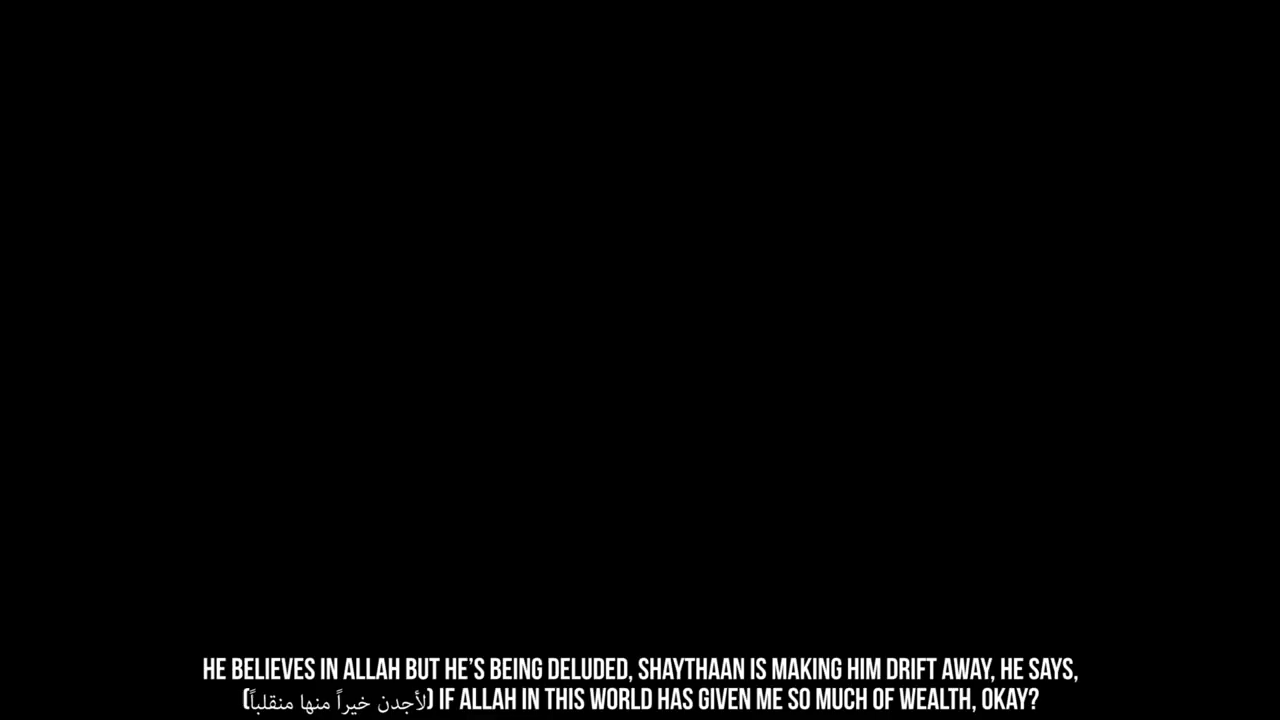 HE BELIEVES IN ALLAH BUT HE'S BEING DELUDED, SHAYTHAAN IS MAKING HIM DRIFT AWAY, HE SAYS,
(لأجدن خيراً منها منقلباً) IF ALLAH IN THIS WORLD HAS GIVEN ME SO MUCH OF WEALTH, OKAY?